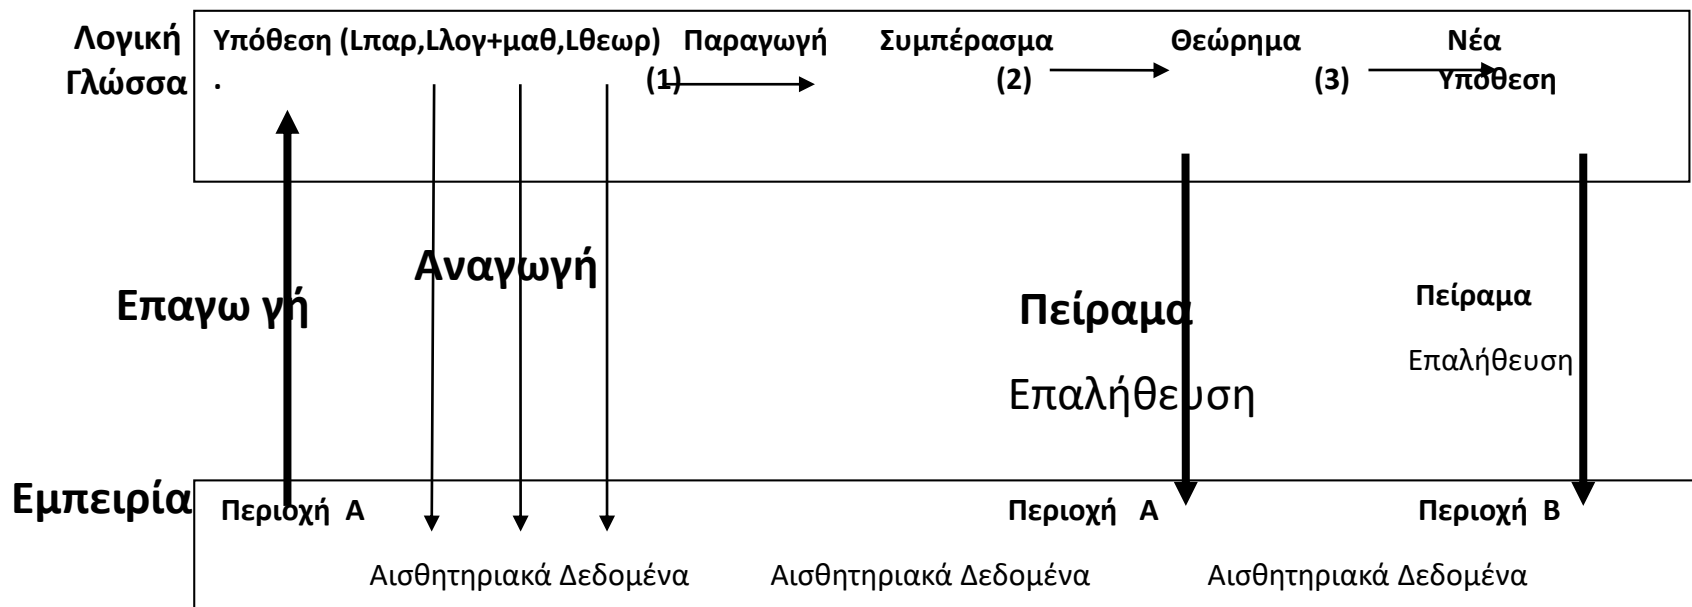 Λογική Υπόθεση (Lπαρ,Lλογ+μαθ,Lθεωρ) Παραγωγή Συμπέρασμα Θεώρημα Νέα
Γλώσσα . (1) (2) (3) Υπόθεση
Αναγωγή
Επαγω γή Πείραμα Πείραμα
Επαλήθευση Επαλήθευση
Εμπειρία Περιοχή Α Περιοχή Α Περιοχή Β
Αισθητηριακά Δεδομένα Αισθητηριακά Δεδομένα Αισθητηριακά Δεδομένα